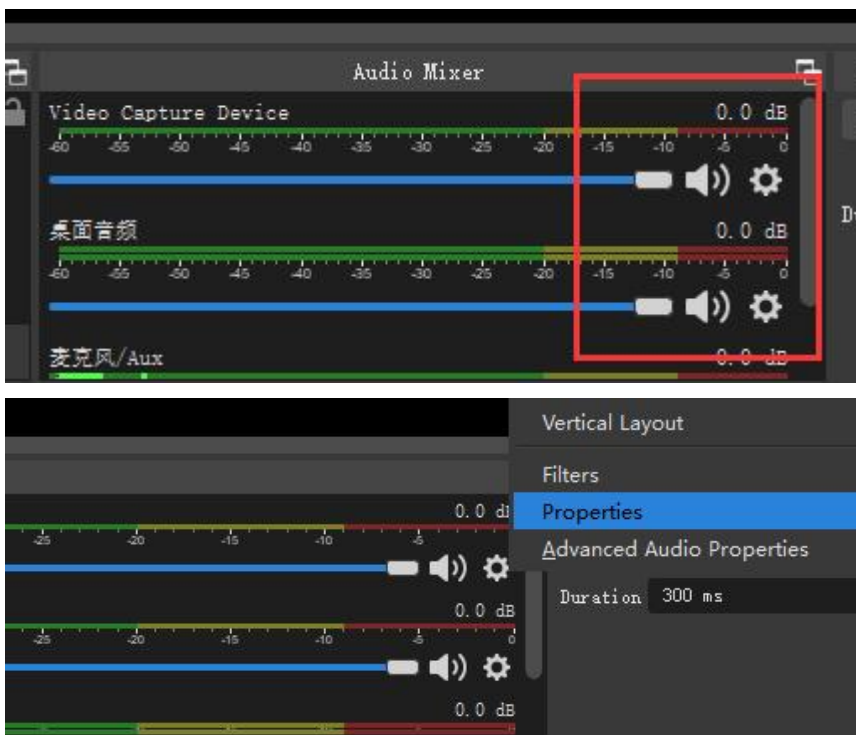 Audio Mixer
Video Capture Device 0.0 dB
-60 -55 -50 -45 -40 -35 -30 -25 -20 -15 -10 -5 0
桌面音频 0.0 dB
-60 -55 -50 -45 -40 -35 -30 -25 -20 -15 -10 -5 0
麦克风/Aux 0.0 dB
Vertical Layout
Filters
0.0 d
Properties
-25 -20 -15 -10 -5
Advanced Audio Properties
Duration 300 ms
0.0 dB
-25 -20 -15 -10 -5 0
0.0 dB